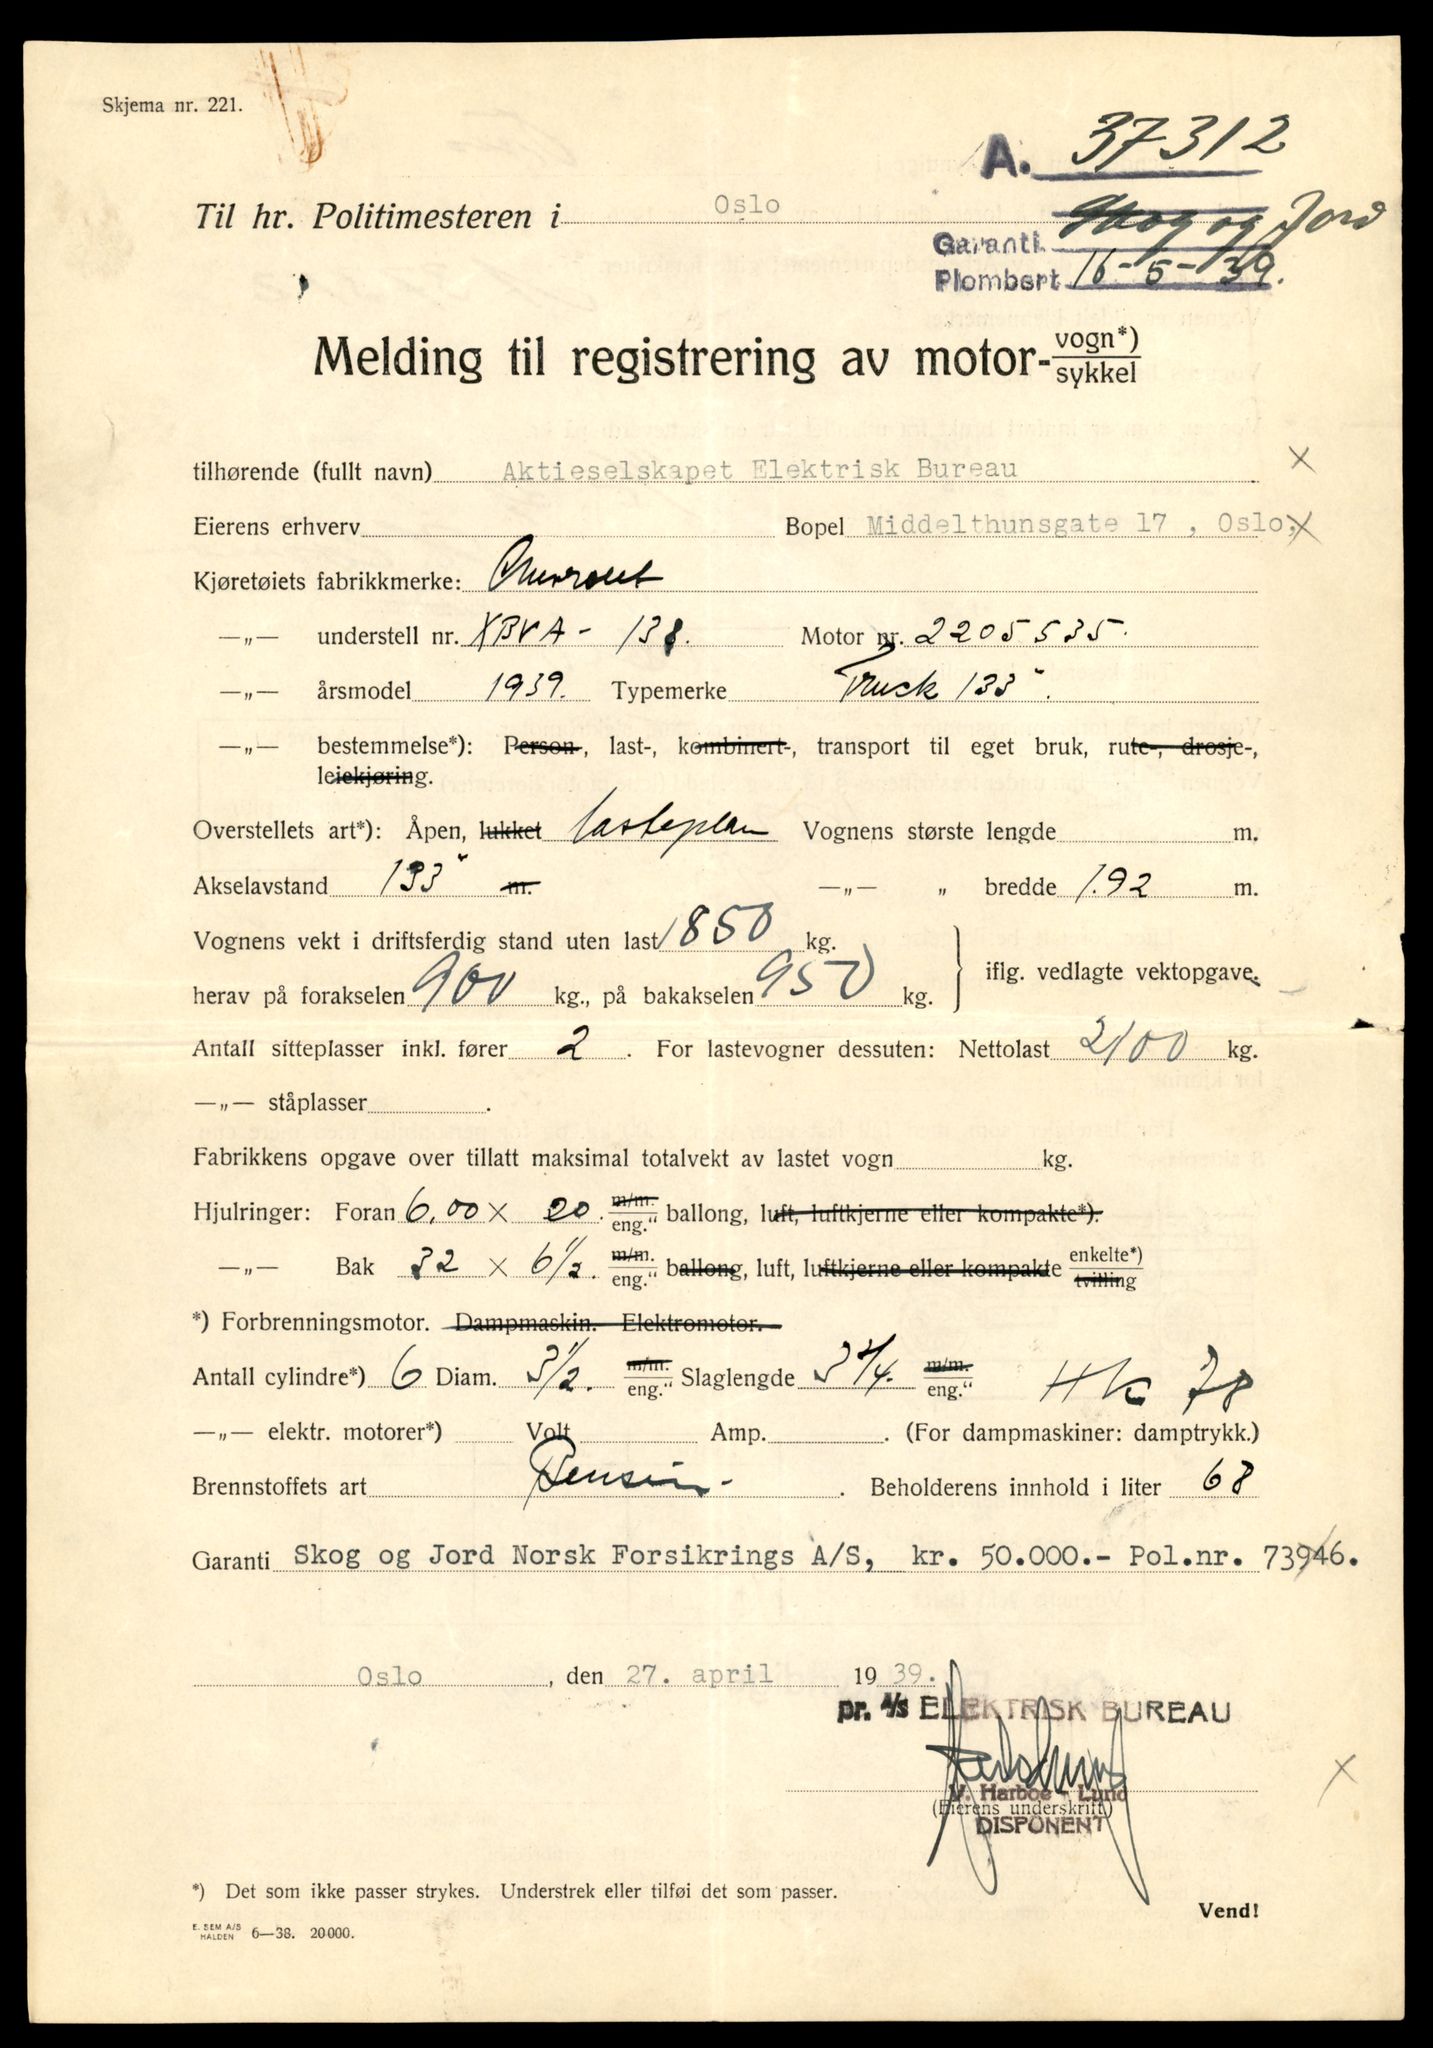 Skjema nr. 221.
A. 37312
Til hr. Politimesteren i Oslo
Skog og Jord
Garanti
Plombert 16-5-39.
Melding til registrering av motor- vogn*) / sykkel
tilhørende (fullt navn) Aktieselskapet Elektrisk Bureau
Eierens erhverv Bopel Middelthunsgate 17 , Oslo,
Kjøretøiets fabrikkmerke: Chevrolet
—„— understell nr. XBVA - 138. Motor nr. 2205535.
—„— årsmodel 1939. Typemerke Truck 133".
—„— bestemmelse*): Person-, last-, kombinert-, transport til eget bruk, rute-, drosje-,
leiekjøring.
Overstellets art*): Åpen, lukket lasteplan Vognens største lengde m.
Akselavstand 133" m. —„— „ bredde 1.92 m.
Vognens vekt i driftsferdig stand uten last 1850 kg.
herav på forakselen 900 kg., på bakakselen 950 kg. } iflg. vedlagte vektopgave.
Antall sitteplasser inkl. fører 2 . For lastevogner dessuten: Nettolast 2100 kg.
—„— ståplasser .
Fabrikkens opgave over tillatt maksimal totalvekt av lastet vogn kg.
Hjulringer: Foran 6,00 × 20. m/m. / eng." ballong, luft, luftkjerne eller kompakte*).
—„— Bak 32 × 6 1/2. m/m. / eng." ballong, luft, luftkjerne eller kompakte enkelte*) / tvilling
*) Forbrenningsmotor. Dampmaskin. Elektromotor.
Antall cylindre*) 6 Diam. 3 1/2. m/m. / eng." Slaglengde 3 3/4. m/m. / eng." HK 78
—„— elektr. motorer*) Volt Amp. . (For dampmaskiner: damptrykk.)
Brennstoffets art Bensin - . Beholderens innhold i liter 68
Garanti Skog og Jord Norsk Forsikrings A/S, kr. 50.000.- Pol.nr. 73946.
Oslo , den 27. april 1939.
pr. A/S ELEKTRISK BUREAU
V. Harboe - Lund
(Eierens underskrift)
DISPONENT
*) Det som ikke passer strykes. Understrek eller tilføi det som passer.
Vend!
E. SEM A/S HALDEN 6—38. 20000.